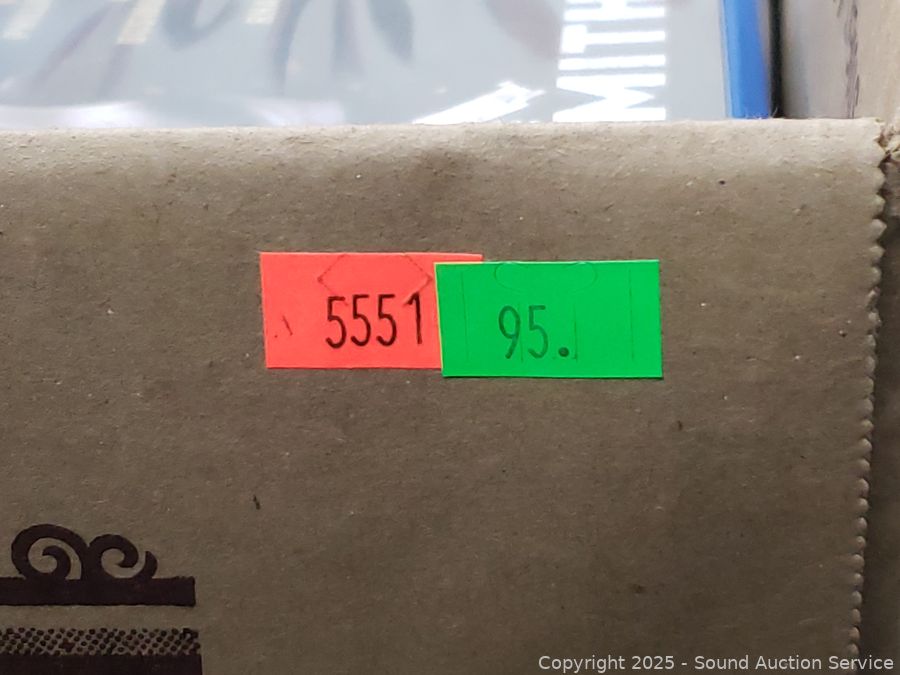 MITH
5551
95.
Copyright 2025 - Sound Auction Service